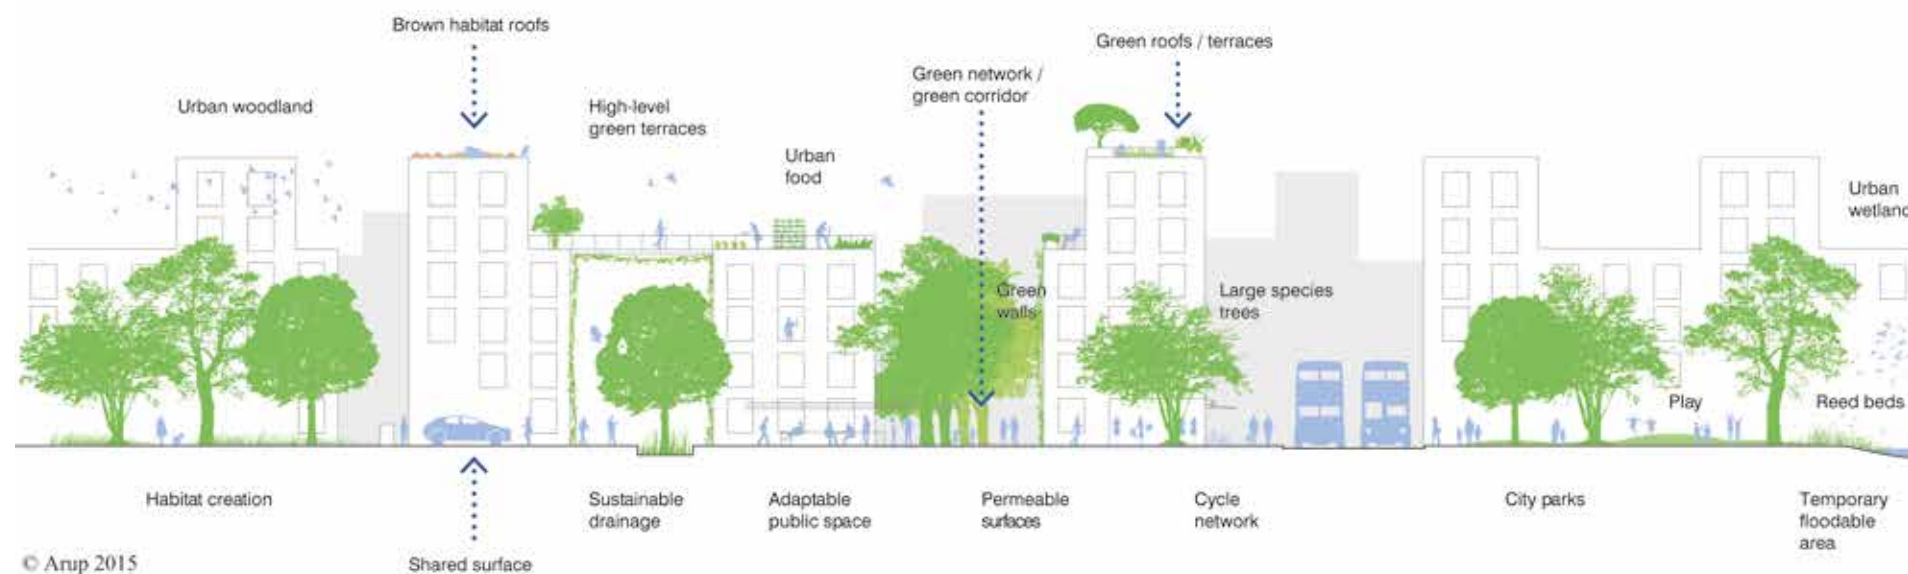 Brown habitat roofs
Green roofs / terraces
Green network /
green corridor
Urban woodland
High-level
green terraces
Urban
food
Urban
wetland
Green
walls
Large species
trees
Play
Reed beds
Habitat creation
Sustainable
drainage
Adaptable
public space
Permeable
surfaces
Cycle
network
City parks
Temporary
floodable
area
© Arup 2015
Shared surface